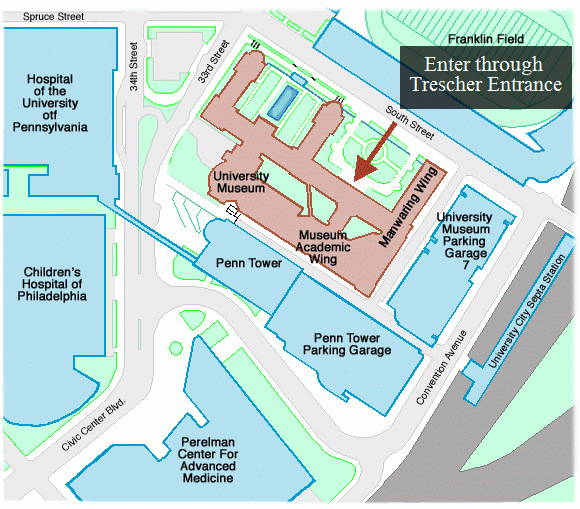 Spruce Street
Franklin Field
Enter through
Trescher Entrance
34th Street
33rd Street
South Street
Hospital
of the
University
otf
Pennsylvania
University
Museum
Manwaring Wing
Museum
Academic
Wing
University
Museum
Parking
Garage
7
Penn Tower
Children's
Hospital of
Philadelphia
University City Septa Station
Penn Tower
Parking Garage
Convention Avenue
Civic Center Blvd.
Perelman
Center For
Advanced
Medicine